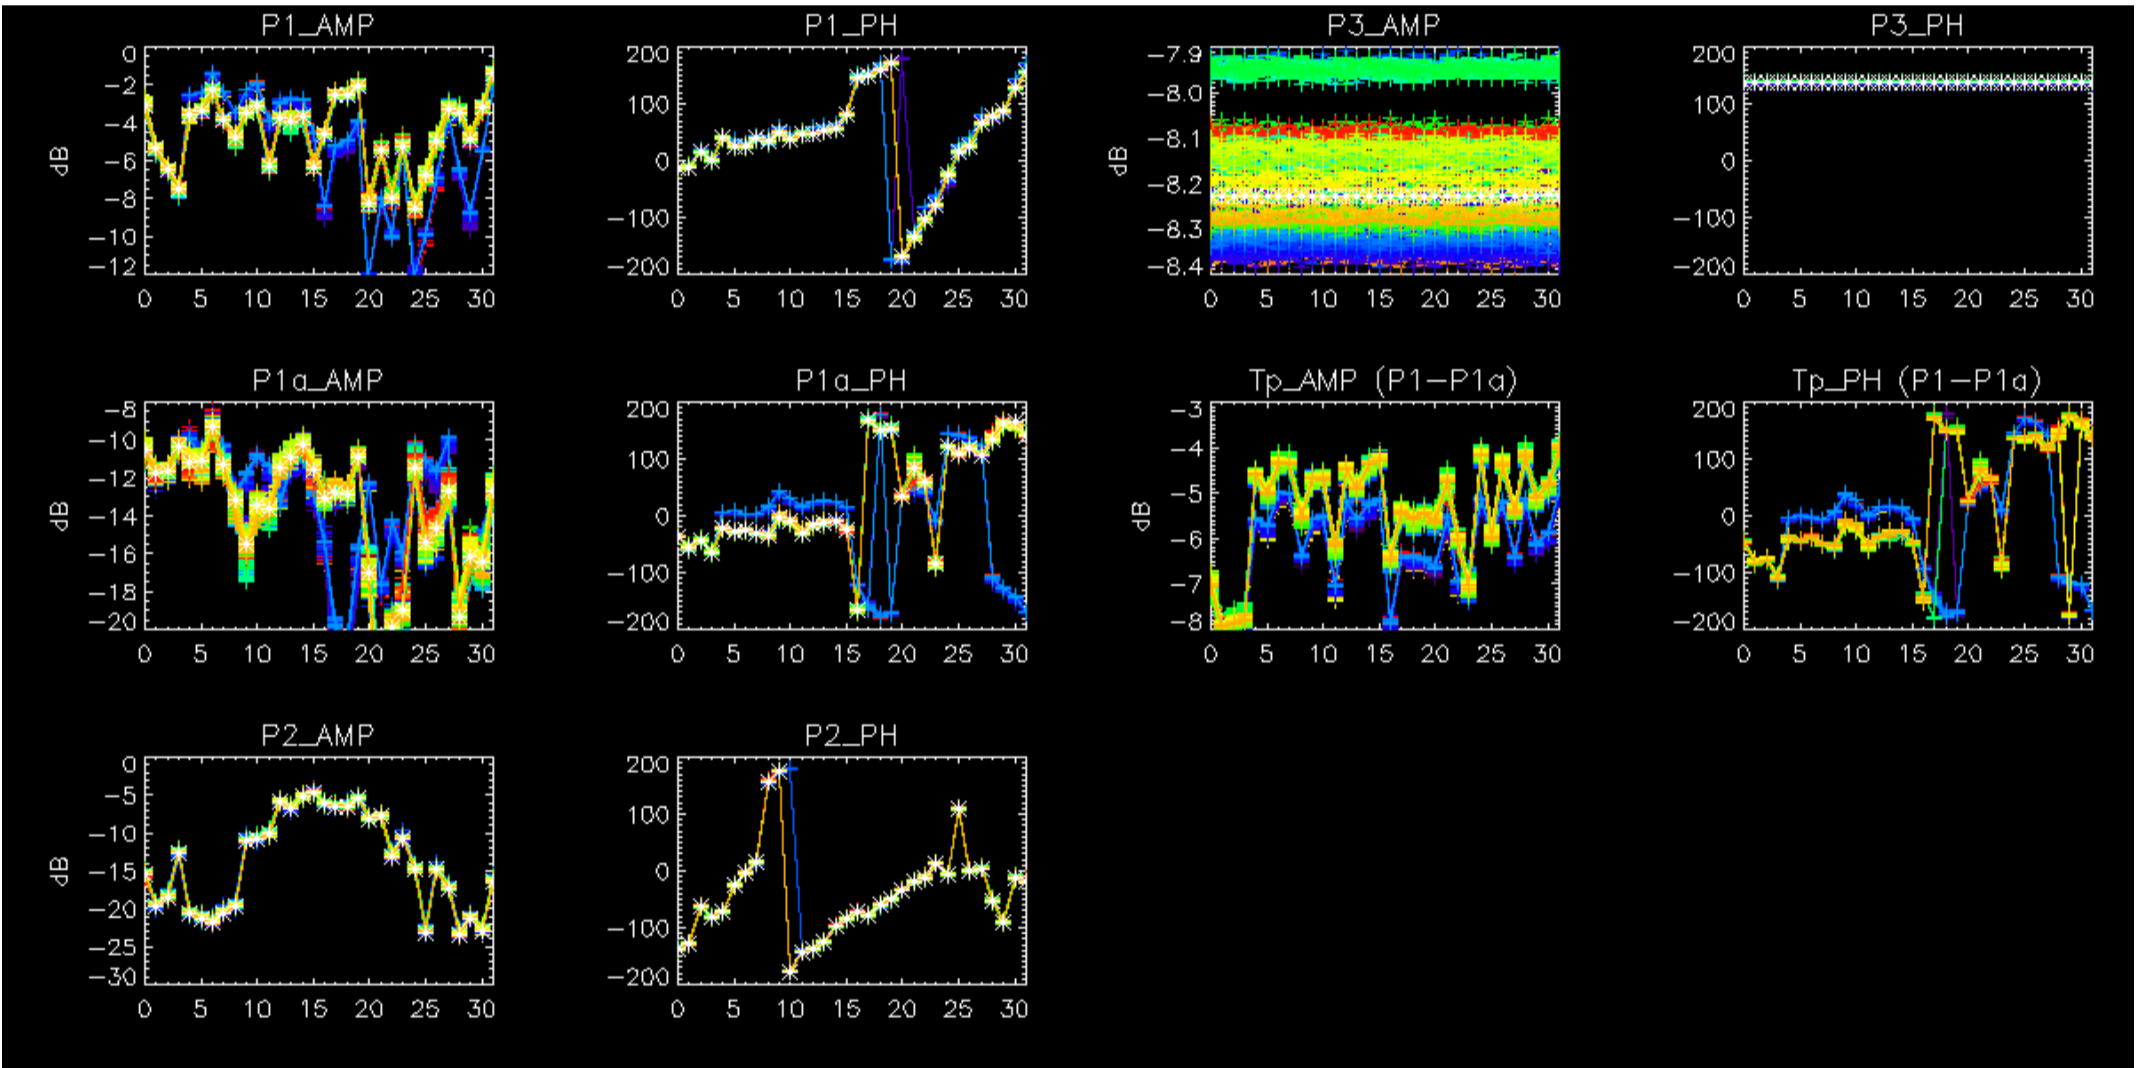 P1_AMP
0
−2
−4
−6
−8
−10
−12
dB
0 5 10 15 20 25 30
P1_PH
200
100
0
−100
−200
0 5 10 15 20 25 30
P3_AMP
−7.9
−8.0
−8.1
−8.2
−8.3
−8.4
dB
0 5 10 15 20 25 30
P3_PH
200
100
0
−100
−200
0 5 10 15 20 25 30
P1a_AMP
−8
−10
−12
−14
−16
−18
−20
dB
0 5 10 15 20 25 30
P1a_PH
200
100
0
−100
−200
0 5 10 15 20 25 30
Tp_AMP (P1−P1a)
−3
−4
−5
−6
−7
−8
dB
0 5 10 15 20 25 30
Tp_PH (P1−P1a)
200
100
0
−100
−200
0 5 10 15 20 25 30
P2_AMP
0
−5
−10
−15
−20
−25
−30
dB
0 5 10 15 20 25 30
P2_PH
200
100
0
−100
−200
0 5 10 15 20 25 30